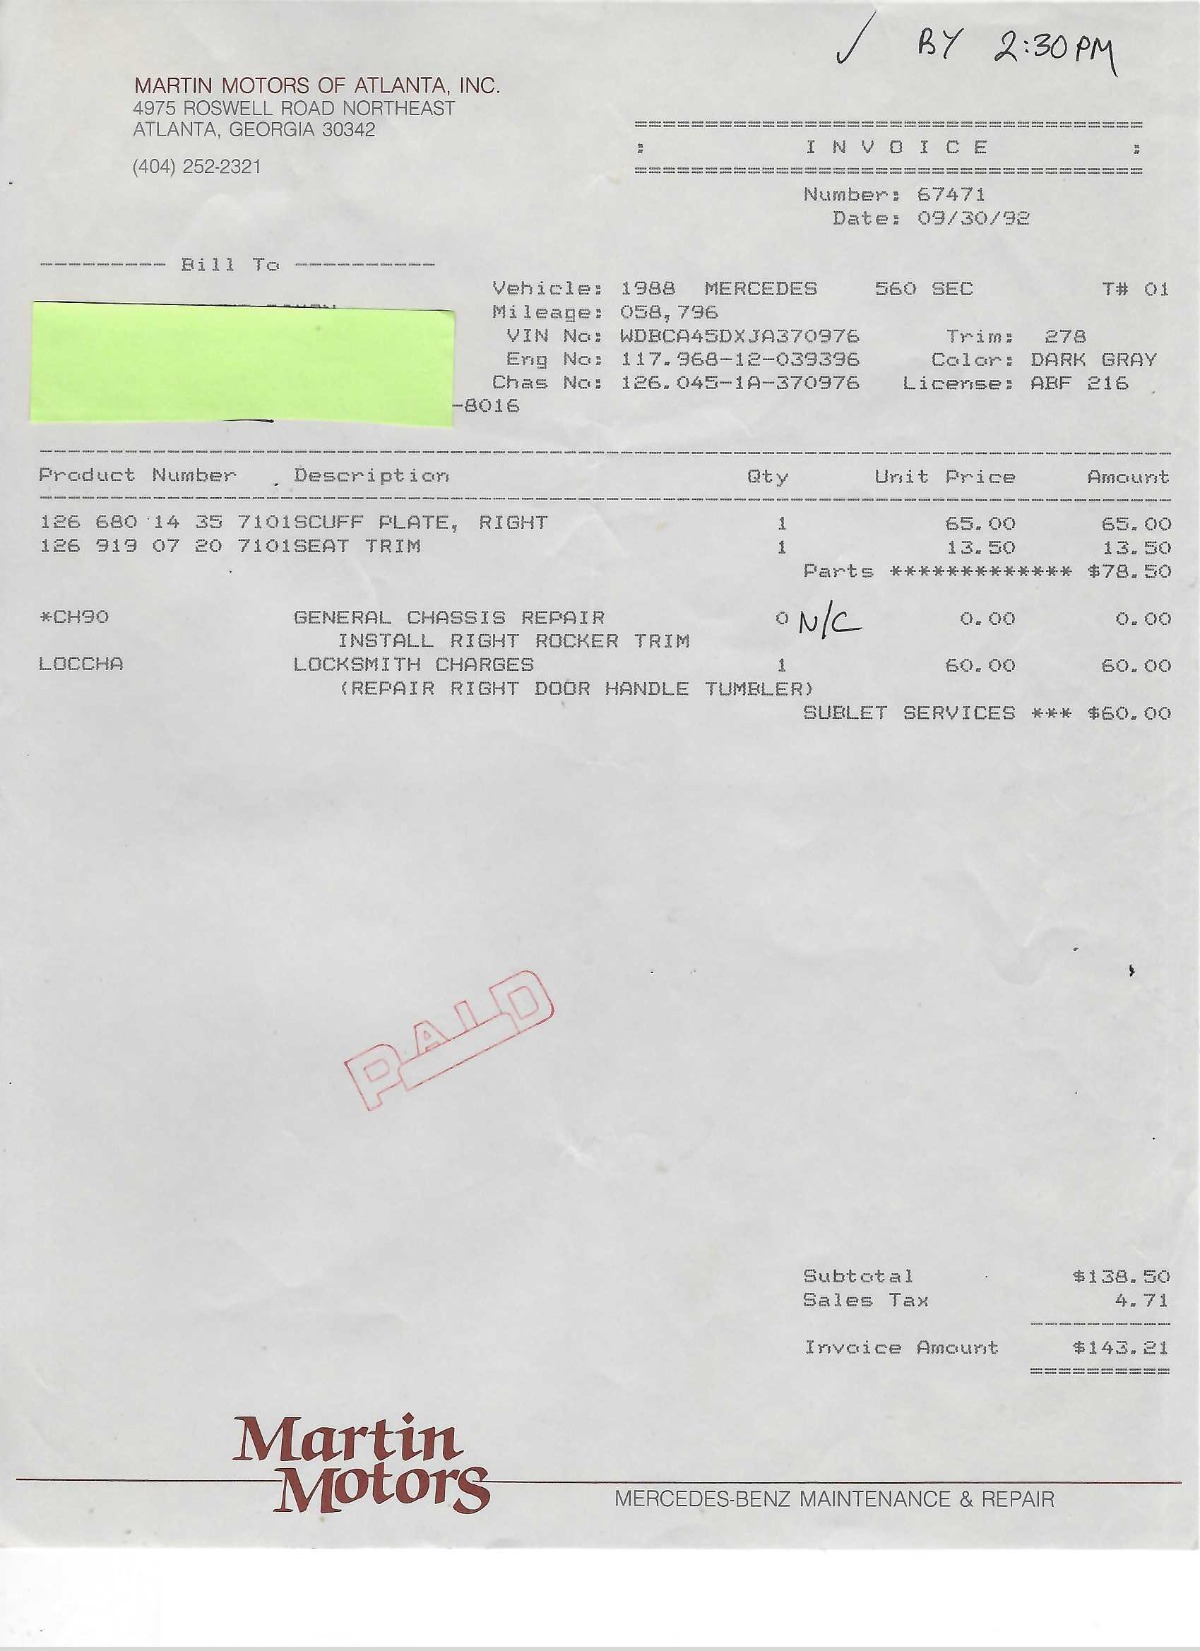 ✓ BY 2:30PM
MARTIN MOTORS OF ATLANTA, INC.
4975 ROSWELL ROAD NORTHEAST
ATLANTA, GEORGIA 30342
(404) 252-2321
====================================
: I N V O I C E :
====================================
Number: 67471
Date: 09/30/92
--------- Bill To ----------
Vehicle: 1988 MERCEDES 560 SEC T# 01
Mileage: 058,796
VIN No: WDBCA45DXJA370976 Trim: 278
Eng No: 117.968-12-039396 Color: DARK GRAY
Chas No: 126.045-1A-370976 License: ABF 216
-8016
Product Number Description Qty Unit Price Amount
126 680 14 35 7101SCUFF PLATE, RIGHT 1 65.00 65.00
126 919 07 20 7101SEAT TRIM 1 13.50 13.50
Parts ************* $78.50
*CH90 GENERAL CHASSIS REPAIR 0 N/C 0.00 0.00
INSTALL RIGHT ROCKER TRIM
LOCCHA LOCKSMITH CHARGES 1 60.00 60.00
(REPAIR RIGHT DOOR HANDLE TUMBLER)
SUBLET SERVICES *** $60.00
PAID
Subtotal $138.50
Sales Tax 4.71
Invoice Amount $143.21
Martin
Motors
MERCEDES-BENZ MAINTENANCE & REPAIR